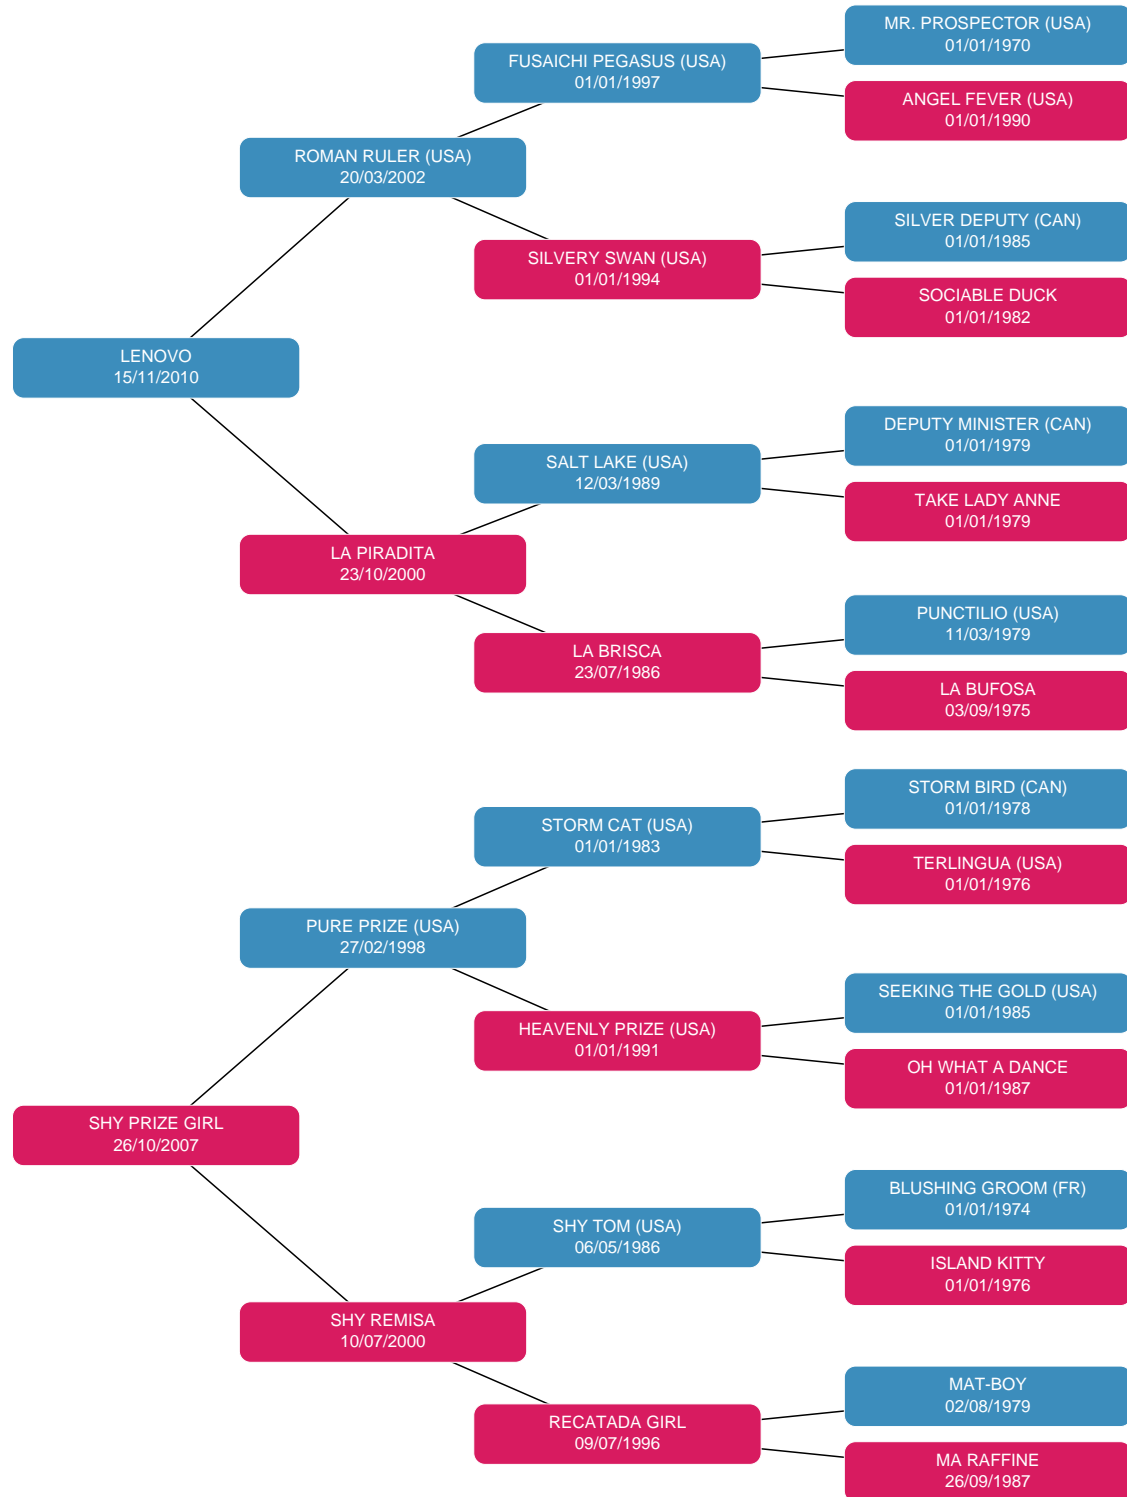 MR. PROSPECTOR (USA)
01/01/1970
FUSAICHI PEGASUS (USA)
01/01/1997
ANGEL FEVER (USA)
01/01/1990
ROMAN RULER (USA)
20/03/2002
SILVER DEPUTY (CAN)
01/01/1985
SILVERY SWAN (USA)
01/01/1994
SOCIABLE DUCK
01/01/1982
LENOVO
15/11/2010
DEPUTY MINISTER (CAN)
01/01/1979
SALT LAKE (USA)
12/03/1989
TAKE LADY ANNE
01/01/1979
LA PIRADITA
23/10/2000
PUNCTILIO (USA)
11/03/1979
LA BRISCA
23/07/1986
LA BUFOSA
03/09/1975
STORM BIRD (CAN)
01/01/1978
STORM CAT (USA)
01/01/1983
TERLINGUA (USA)
01/01/1976
PURE PRIZE (USA)
27/02/1998
SEEKING THE GOLD (USA)
01/01/1985
HEAVENLY PRIZE (USA)
01/01/1991
OH WHAT A DANCE
01/01/1987
SHY PRIZE GIRL
26/10/2007
BLUSHING GROOM (FR)
01/01/1974
SHY TOM (USA)
06/05/1986
ISLAND KITTY
01/01/1976
SHY REMISA
10/07/2000
MAT-BOY
02/08/1979
RECATADA GIRL
09/07/1996
MA RAFFINE
26/09/1987